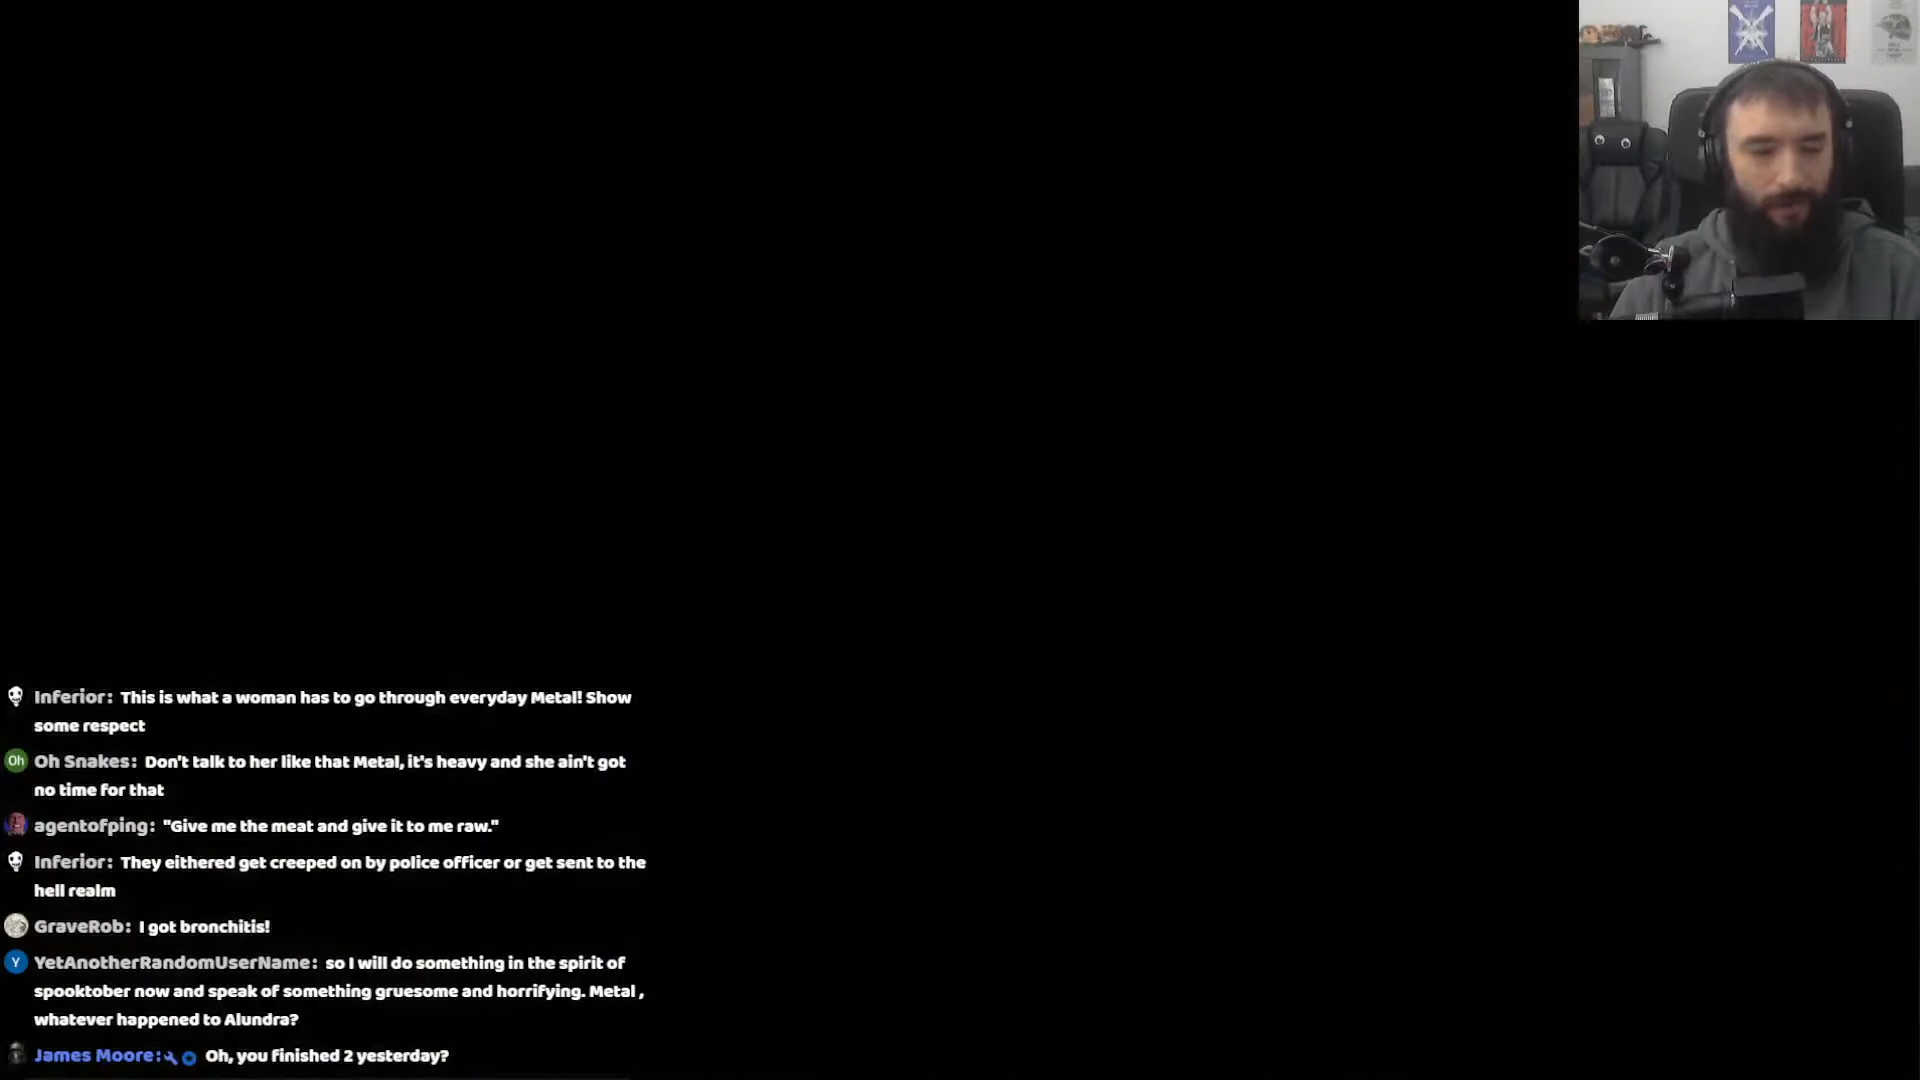 Inferior: This is what a woman has to go through everyday Metal! Show
some respect
Oh Oh Snakes: Don't talk to her like that Metal, it's heavy and she ain't got
no time for that
agentofping: "Give me the meat and give it to me raw."
Inferior: They eithered get creeped on by police officer or get sent to the
hell realm
GraveRob: I got bronchitis!
Y YetAnotherRandomUserName: so I will do something in the spirit of
spooktober now and speak of something gruesome and horrifying. Metal ,
whatever happened to Alundra?
James Moore: Oh, you finished 2 yesterday?